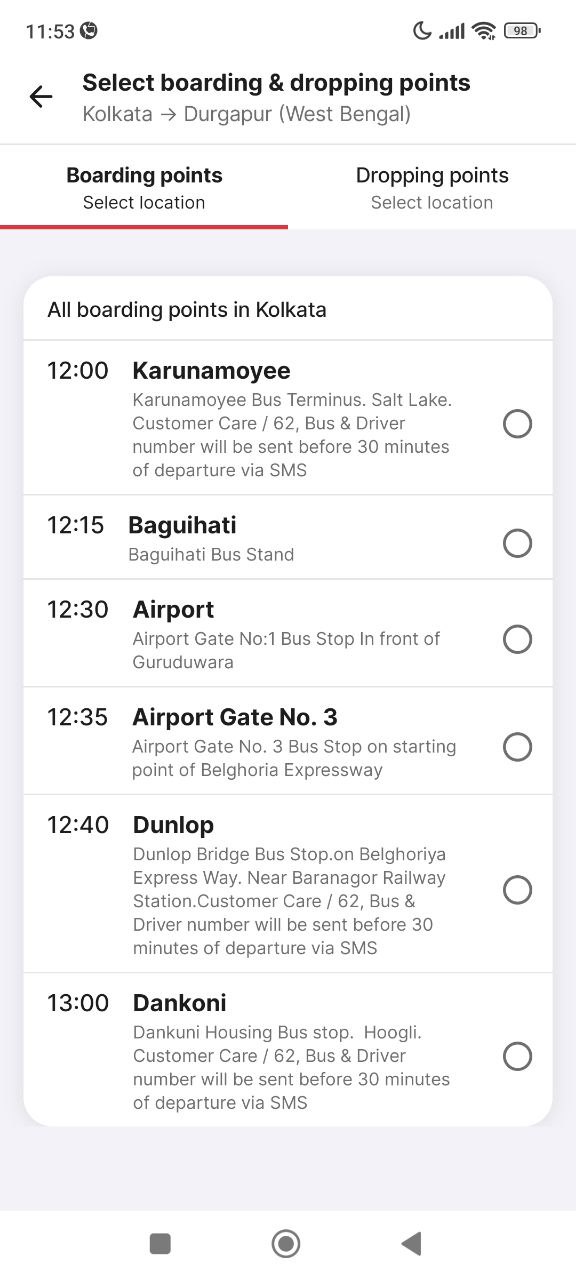 11:53
98
Select boarding & dropping points
Kolkata → Durgapur (West Bengal)
Boarding points
Select location
Dropping points
Select location
All boarding points in Kolkata
12:00 Karunamoyee
Karunamoyee Bus Terminus. Salt Lake.
Customer Care / 62, Bus & Driver
number will be sent before 30 minutes
of departure via SMS
12:15 Baguihati
Baguihati Bus Stand
12:30 Airport
Airport Gate No:1 Bus Stop In front of
Guruduwara
12:35 Airport Gate No. 3
Airport Gate No. 3 Bus Stop on starting
point of Belghoria Expressway
12:40 Dunlop
Dunlop Bridge Bus Stop.on Belghoriya
Express Way. Near Baranagor Railway
Station.Customer Care / 62, Bus &
Driver number will be sent before 30
minutes of departure via SMS
13:00 Dankoni
Dankuni Housing Bus stop.  Hoogli.
Customer Care / 62, Bus & Driver
number will be sent before 30 minutes
of departure via SMS